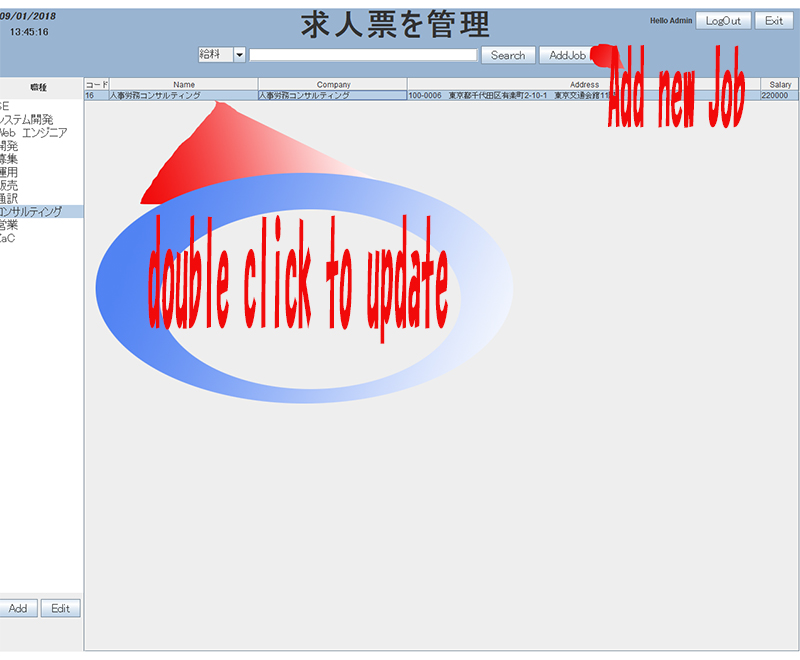 09/01/2018
13:45:16
求人票を管理
Hello Admin
LogOut
Exit
給料
Search
AddJob
Add new Job
職種
コード
Name
Company
Address
Salary
16
人事労務コンサルティング
人事労務コンサルティング
100-0006 東京都千代田区有楽町2-10-1 東京交通会館11
220000
SE
システム開発
Web エンジニア
開発
募集
運用
販売
通訳
コンサルティング
営業
aC
double click to update
Add
Edit